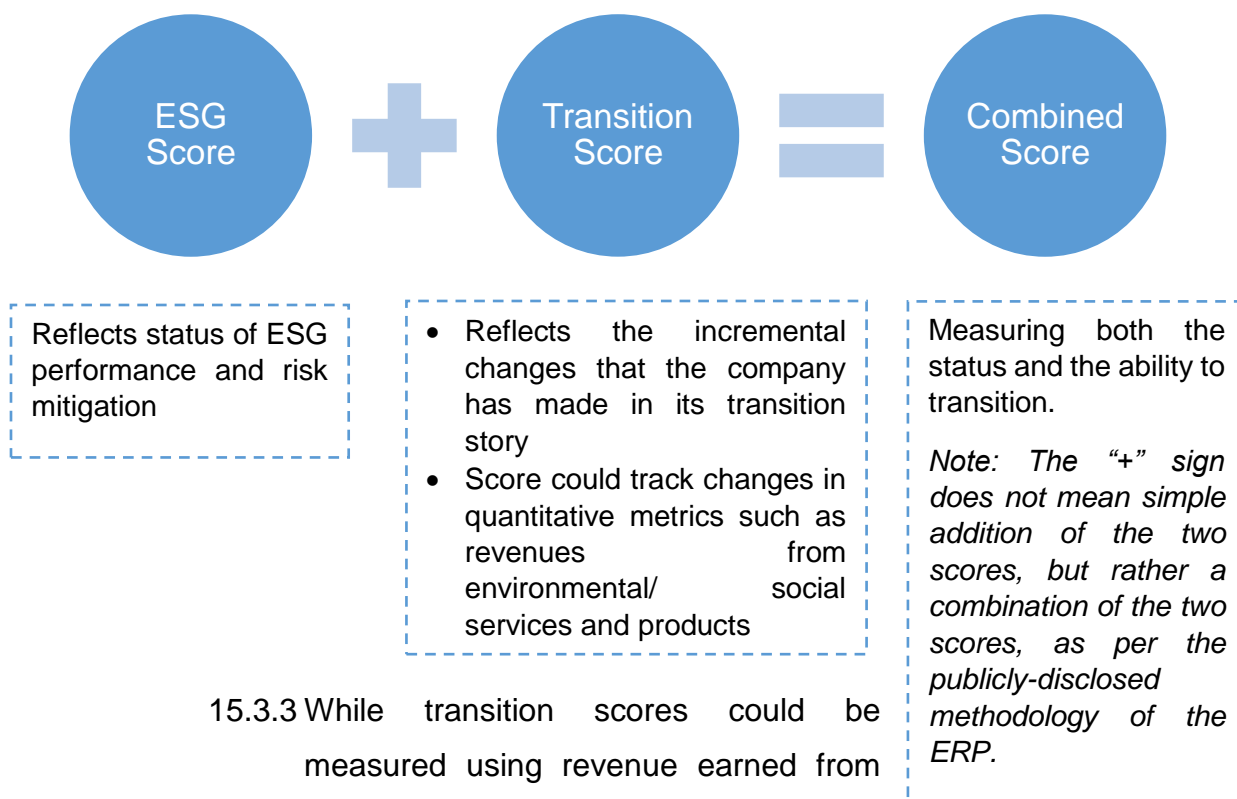 ESG
Score
Transition
Score
Combined
Score
Reflects status of ESG
performance and risk
mitigation
• Reflects the incremental
changes that the company
has made in its transition
story
• Score could track changes in
quantitative metrics such as
revenues from
environmental/ social
services and products
Measuring both the
status and the ability to
transition.
Note: The “+” sign
does not mean simple
addition of the two
scores, but rather a
combination of the two
scores, as per the
publicly-disclosed
methodology of the
ERP.
15.3.3 While transition scores could be
measured using revenue earned from